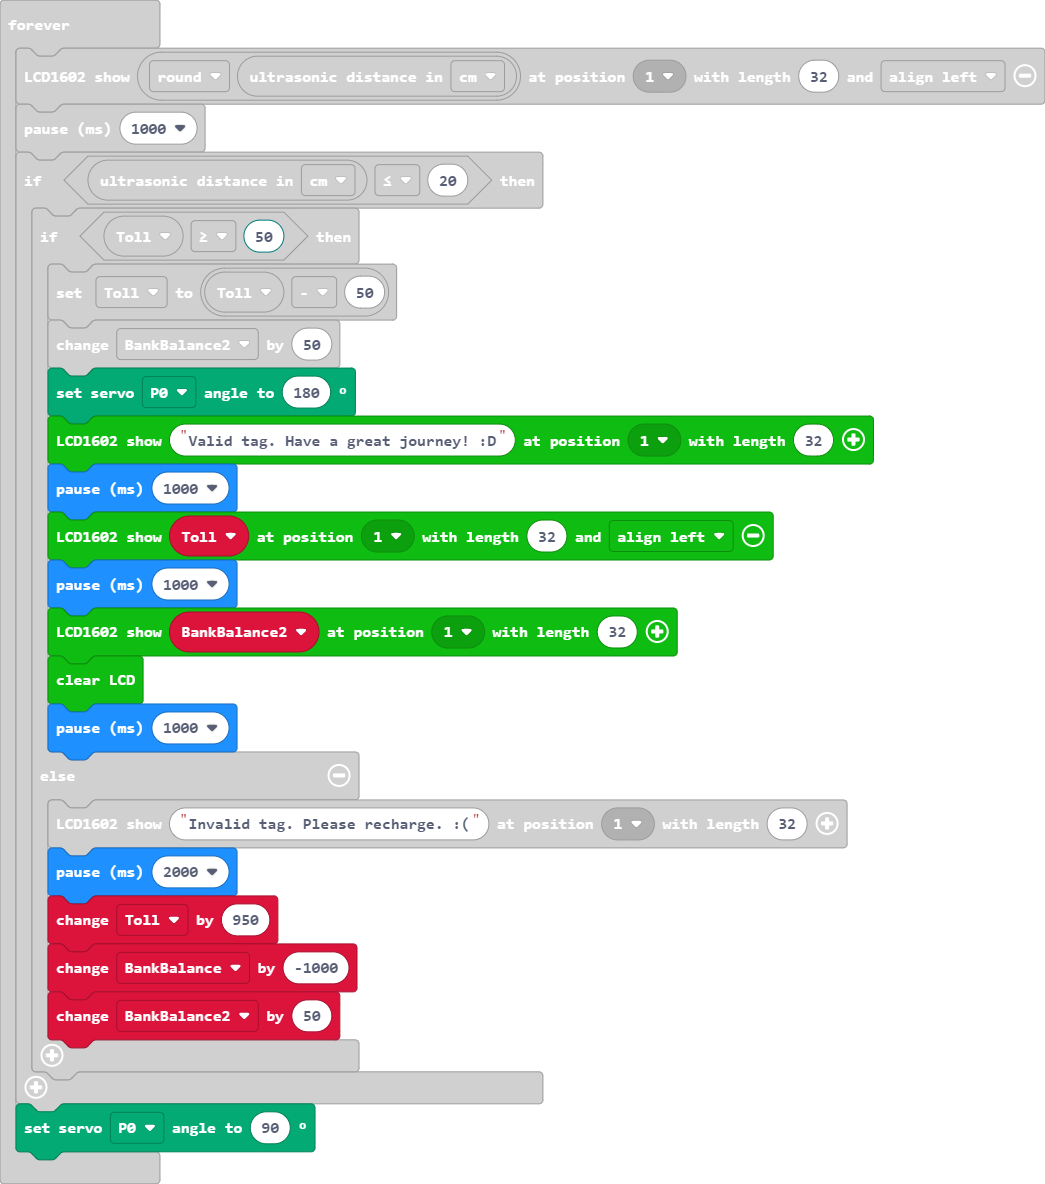 forever
LCD1602 show round ultrasonic distance in cm at position 1 with length 32 and align left
pause (ms) 1000
if ultrasonic distance in cm ≤ 20 then
if Toll ≥ 50 then
set Toll to Toll - 50
change BankBalance2 by 50
set servo P0 angle to 180 °
LCD1602 show "Valid tag. Have a great journey! :D" at position 1 with length 32
pause (ms) 1000
LCD1602 show Toll at position 1 with length 32 and align left
pause (ms) 1000
LCD1602 show BankBalance2 at position 1 with length 32
clear LCD
pause (ms) 1000
else
LCD1602 show "Invalid tag. Please recharge. :(" at position 1 with length 32
pause (ms) 2000
change Toll by 950
change BankBalance by -1000
change BankBalance2 by 50
set servo P0 angle to 90 °